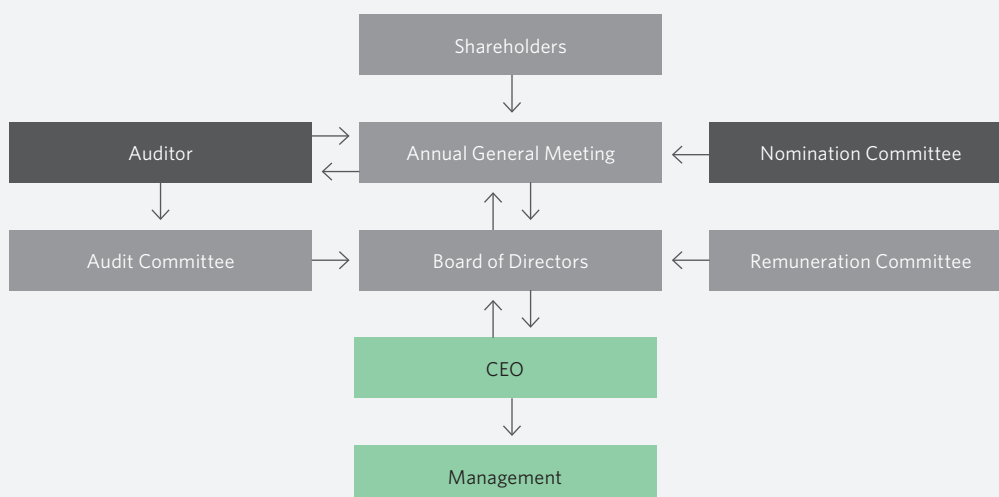 Shareholders
Auditor
Annual General Meeting
Nomination Committee
Audit Committee
Board of Directors
Remuneration Committee
CEO
Management